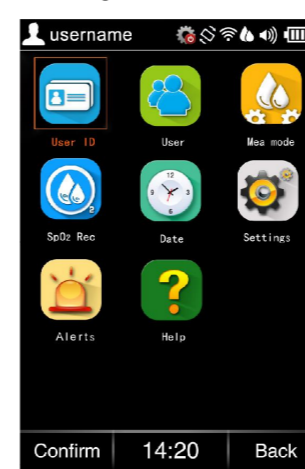 username
User ID User Mea mode
SpO₂ Rec Date Settings
Alerts Help
Confirm 14:20 Back